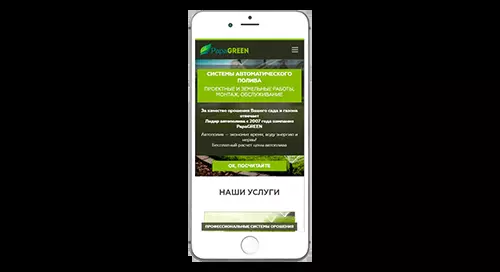 PapaGREEN
СИСТЕМЫ АВТОМАТИЧЕСКОГО
ПОЛИВА
ПРОЕКТНЫЕ И ЗЕМЕЛЬНЫЕ РАБОТЫ,
МОНТАЖ, ОБСЛУЖИВАНИЕ
За качество орошения Вашего сада и газона
отвечает
Лидер автополива с 2007 года компания
PapaGREEN
Автополив – экономит время, воду энергию и
нервы!
Бесплатный расчет цены автополива
ОК, ПОСЧИТАЙТЕ
НАШИ УСЛУГИ
ПРОФЕССИОНАЛЬНЫЕ СИСТЕМЫ ОРОШЕНИЯ